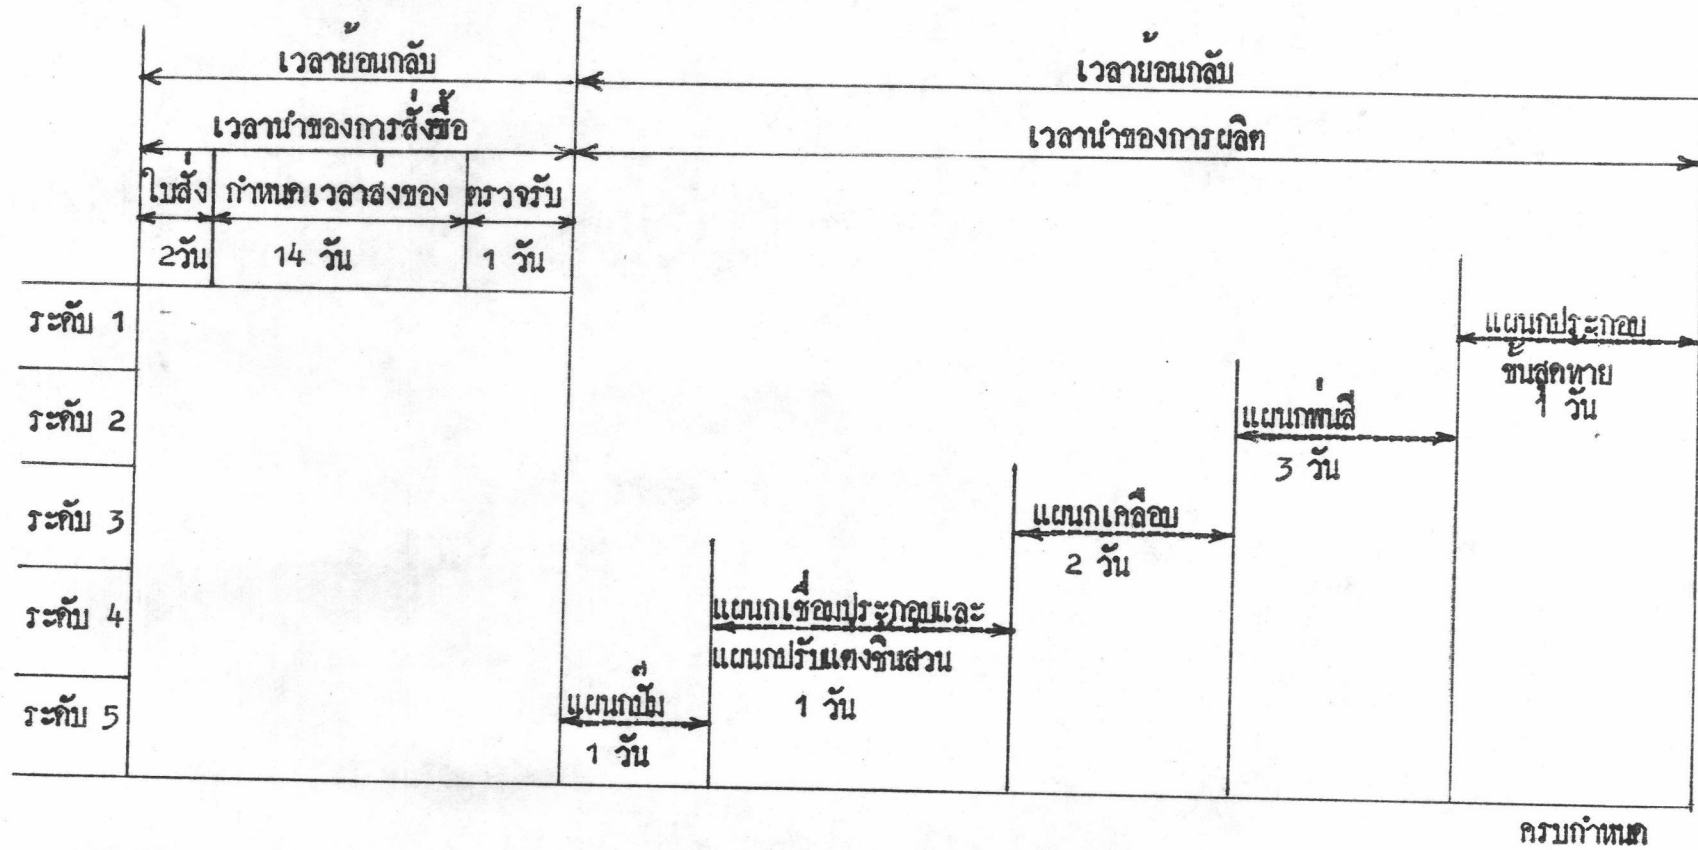 เวลาย้อนกลับ
เวลาย้อนกลับ
เวลานำของการสั่งซื้อ
เวลานำของการผลิต
ใบสั่ง กำหนดเวลาส่งของ ตรวจรับ
2วัน 14 วัน 1 วัน
ระดับ 1
แผนกประกอบ
ขั้นสุดท้าย
1 วัน
ระดับ 2
แผนกพ่นสี
3 วัน
ระดับ 3
แผนกเคลือบ
2 วัน
ระดับ 4
แผนกเชื่อมประกอบและ
แผนกปรับแตงชิ้นส่วน
1 วัน
ระดับ 5
แผนกปั๊ม
1 วัน
ครบกำหนด